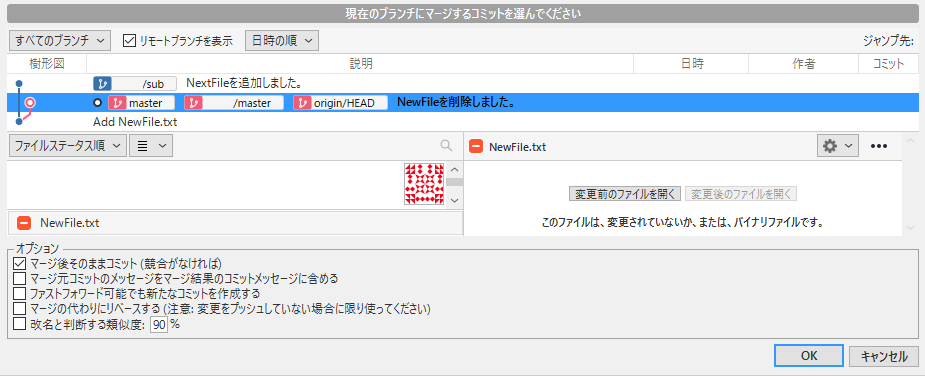 現在のブランチにマージするコミットを選んでください
すべてのブランチ リモートブランチを表示 日時の順 ジャンプ先:
樹形図 説明 日時 作者 コミット
/sub NextFileを追加しました。
master /master origin/HEAD NewFileを削除しました。
Add NewFile.txt
ファイルステータス順 NewFile.txt
変更前のファイルを開く 変更後のファイルを開く
NewFile.txt このファイルは、変更されていないか、または、バイナリファイルです。
オプション
マージ後そのままコミット (競合がなければ)
マージ元コミットのメッセージをマージ結果のコミットメッセージに含める
ファストフォワード可能でも新たなコミットを作成する
マージの代わりにリベースする (注意: 変更をプッシュしていない場合に限り使ってください)
改名と判断する類似度: 90 %
OK キャンセル